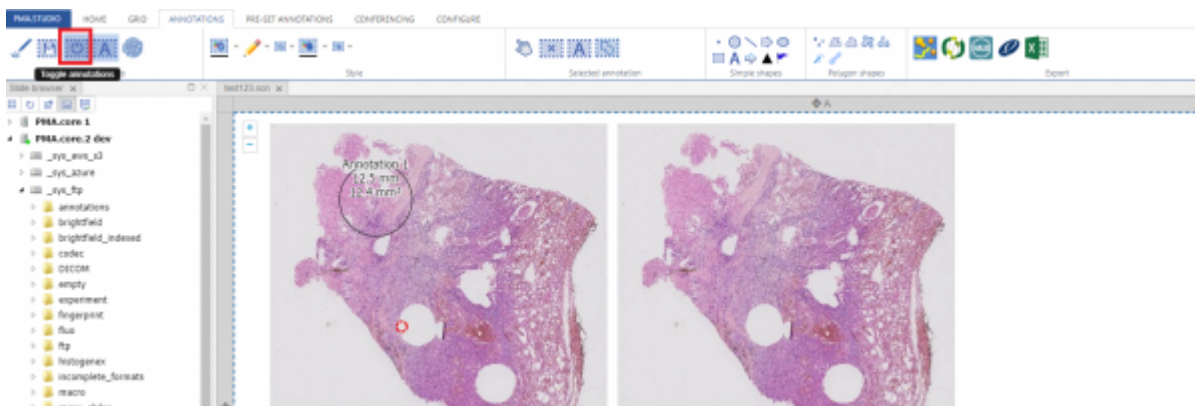 PMA.STUDIO HOME GRID ANNOTATIONS PRE-SET ANNOTATIONS CONFERENCING CONFIGURE
Toggle annotations
Style
Selected annotation
Simple shapes
Polygon shapes
Export
Slide browser
test123.scn
A
PMA.core 1
PMA.core.2 dev
_sys_aws_s3
_sys_azure
_sys_ftp
annotations
brightfield
brightfield_indexed
codec
DICOM
empty
experiment
fingerprint
fluo
ftp
histogenex
incomplete_formats
macro
Annotation 1
12.5 mm
12.4 mm²